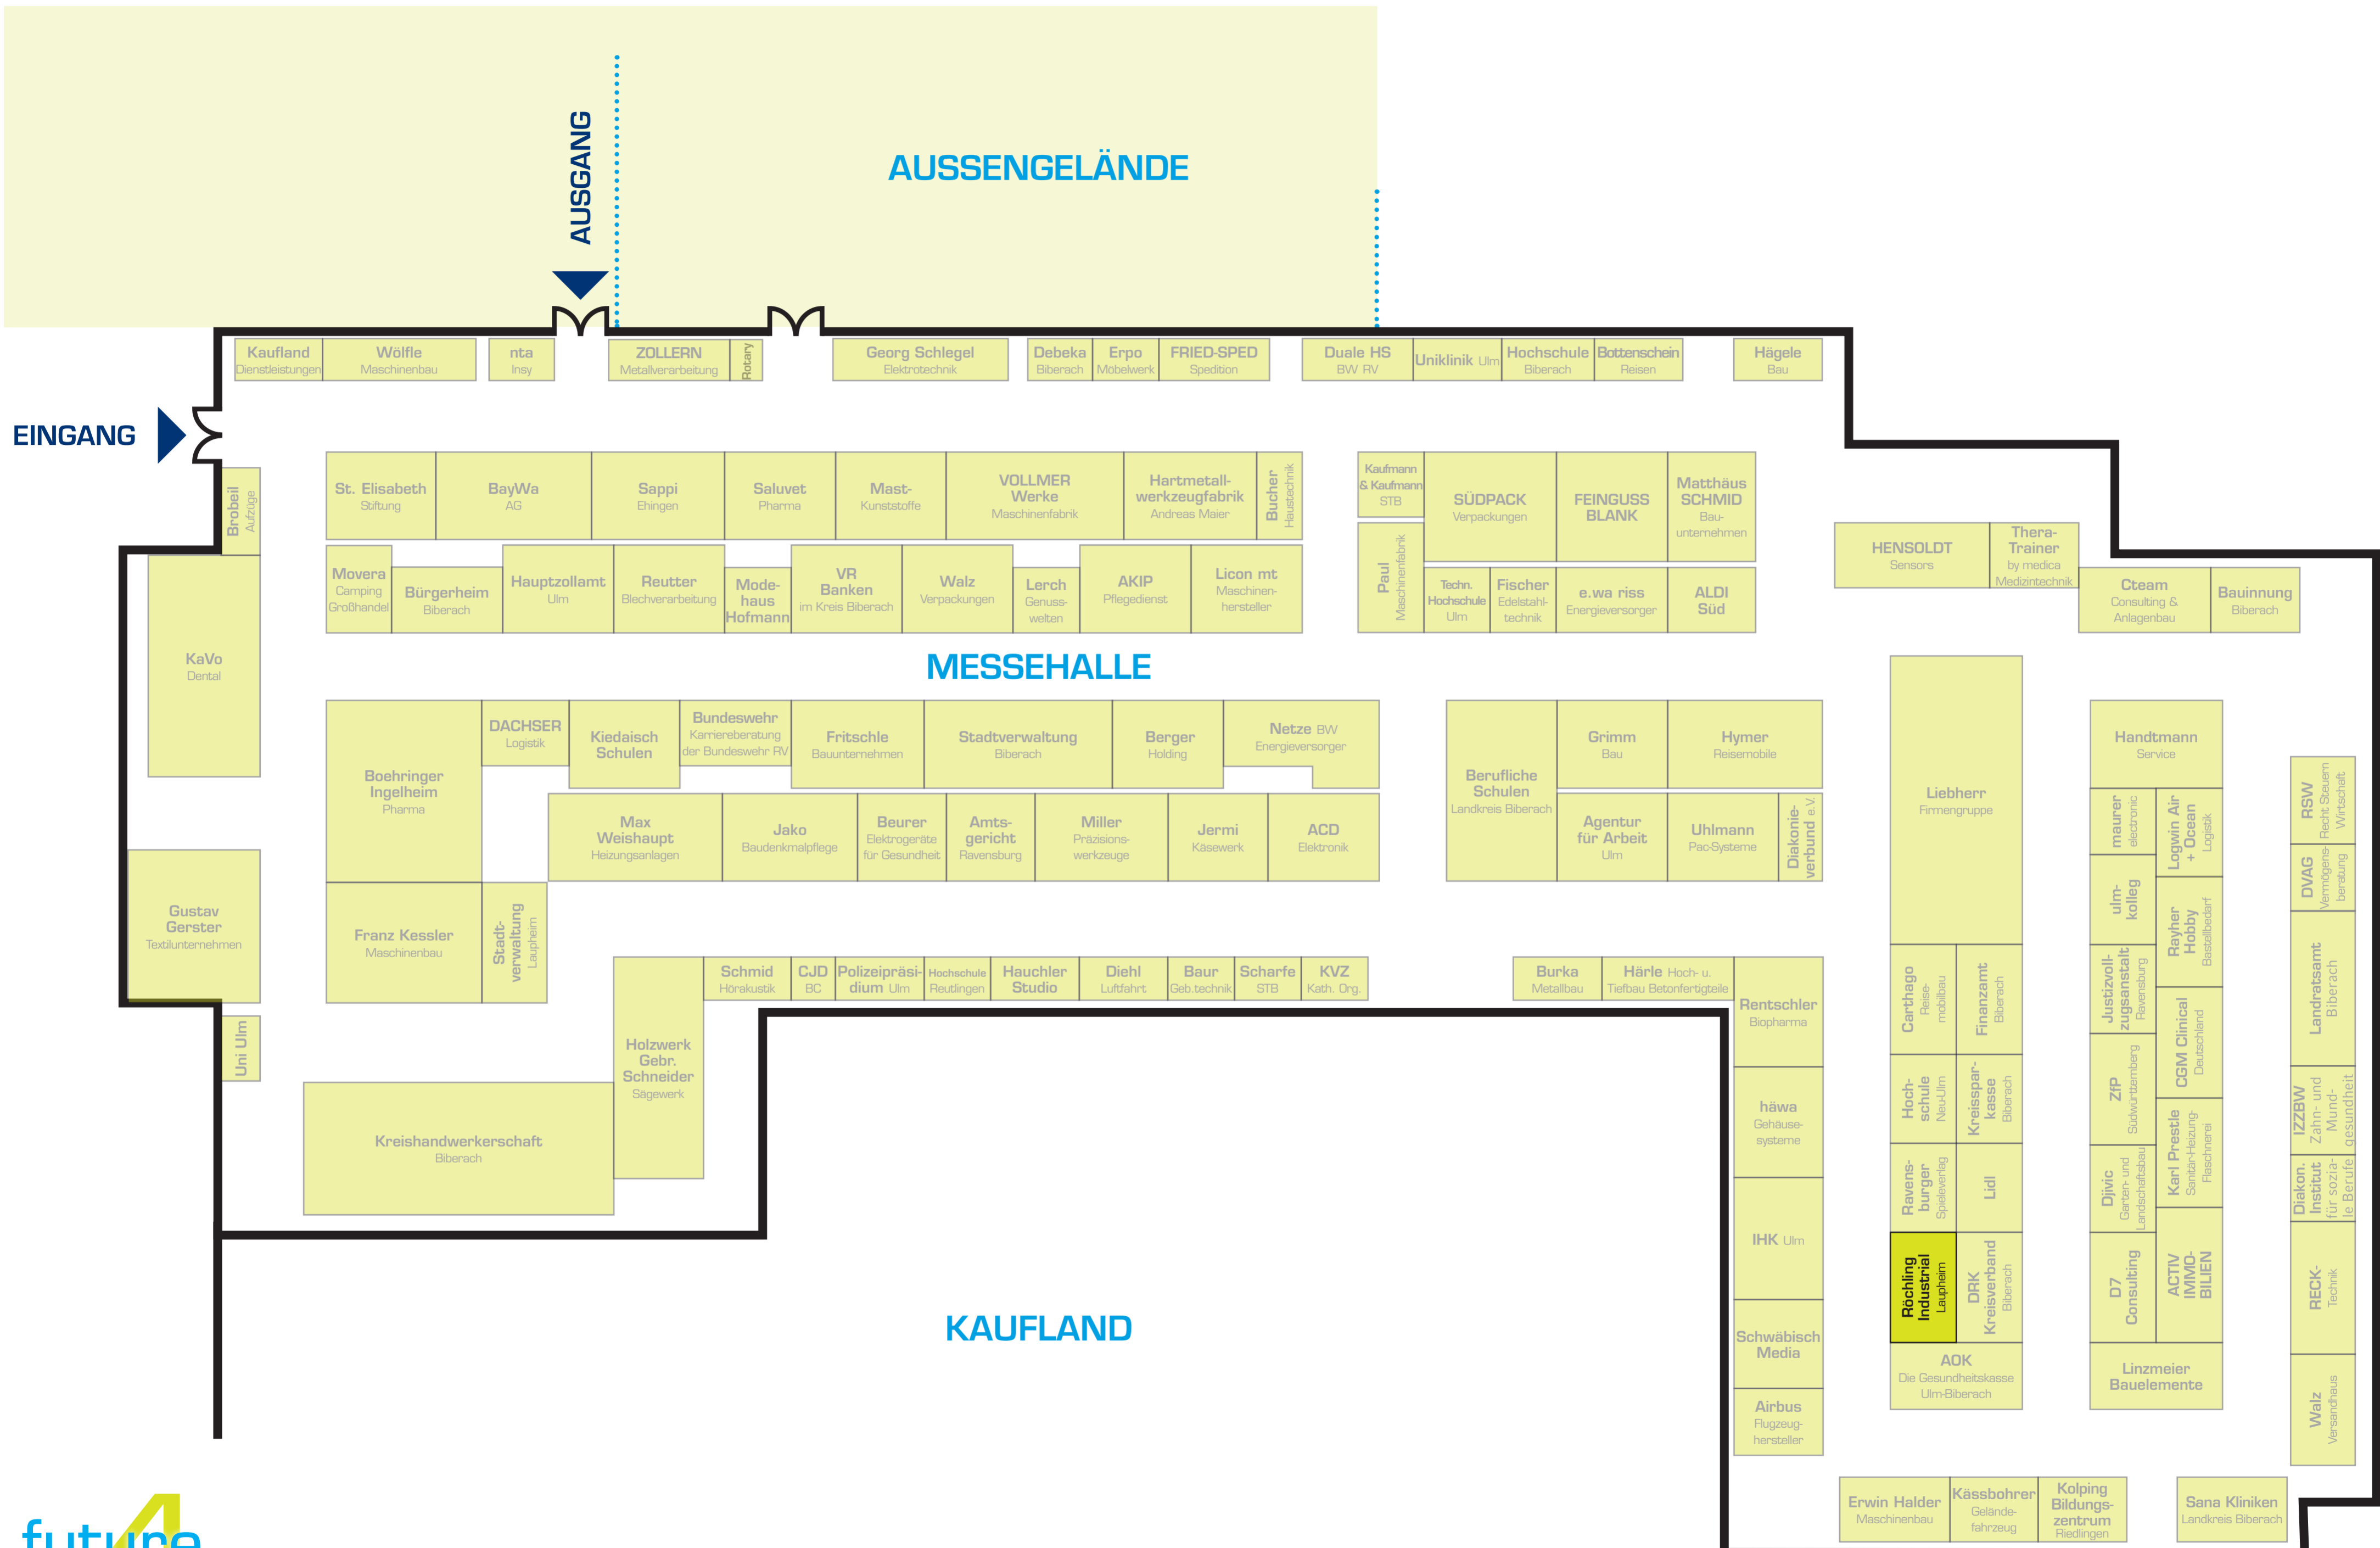 AUSGANG
AUSSENGELÄNDE
EINGANG
Kaufland
Dienstleistungen
Wölfle
Maschinenbau
nta
Insy
ZOLLERN
Metallverarbeitung
Rotary
Georg Schlegel
Elektrotechnik
Debeka
Biberach
Erpo
Möbelwerk
FRIED-SPED
Spedition
Duale HS
BW RV
Uniklinik Ulm
Hochschule
Biberach
Bottenschein
Reisen
Hägele
Bau
Brobeil
Aufzüge
St. Elisabeth
Stiftung
BayWa
AG
Sappi
Ehingen
Saluvet
Pharma
Mast-
Kunststoffe
VOLLMER
Werke
Maschinenfabrik
Hartmetall-
werkzeugfabrik
Andreas Maier
Bucher
Haustechnik
Kaufmann
& Kaufmann
STB
SÜDPACK
Verpackungen
FEINGUSS
BLANK
Matthäus
SCHMID
Bau-
unternehmen
Movera
Camping
Großhandel
Bürgerheim
Biberach
Hauptzollamt
Ulm
Reutter
Blechverarbeitung
Mode-
haus
Hofmann
VR
Banken
im Kreis Biberach
Walz
Verpackungen
Lerch
Genuss-
welten
AKIP
Pflegedienst
Licon mt
Maschinen-
hersteller
Paul
Maschinenfabrik
Techn.
Hochschule
Ulm
Fischer
Edelstahl-
technik
e.wa riss
Energieversorger
ALDI
Süd
HENSOLDT
Sensors
Thera-
Trainer
by medica
Medizintechnik
Cteam
Consulting &
Anlagenbau
Bauinnung
Biberach
KaVo
Dental
MESSEHALLE
Boehringer
Ingelheim
Pharma
DACHSER
Logistik
Kiedaisch
Schulen
Bundeswehr
Karriereberatung
der Bundeswehr RV
Fritschle
Bauunternehmen
Stadtverwaltung
Biberach
Berger
Holding
Netze BW
Energieversorger
Berufliche
Schulen
Landkreis Biberach
Grimm
Bau
Hymer
Reisemobile
Max
Weishaupt
Heizungsanlagen
Jako
Baudenkmalpflege
Beurer
Elektrogeräte
für Gesundheit
Amts-
gericht
Ravensburg
Miller
Präzisions-
werkzeuge
Jermi
Käsewerk
ACD
Elektronik
Agentur
für Arbeit
Ulm
Uhlmann
Pac-Systeme
Diakonie-
verbund e.V.
Gustav
Gerster
Textilunternehmen
Franz Kessler
Maschinenbau
Stadt-
verwaltung
Laupheim
Uni Ulm
Holzwerk
Gebr.
Schneider
Sägewerk
Schmid
Hörakustik
CJD
BC
Polizeipräsi-
dium Ulm
Hochschule
Reutlingen
Hauchler
Studio
Diehl
Luftfahrt
Baur
Geb.technik
Scharfe
STB
KVZ
Kath. Org.
Burka
Metallbau
Härle Hoch- u.
Tiefbau Betonfertigteile
Rentschler
Biopharma
Kreishandwerkerschaft
Biberach
häwa
Gehäuse-
systeme
IHK Ulm
Schwäbisch
Media
Airbus
Flugzeug-
hersteller
KAUFLAND
Liebherr
Firmengruppe
Carthago
Reise-
mobilbau
Finanzamt
Biberach
Hoch-
schule
Neu-Ulm
Kreisspar-
kasse
Biberach
Ravens-
burger
Spieleverlag
Lidl
Röchling
Industrial
Laupheim
DRK
Kreisverband
Biberach
AOK
Die Gesundheitskasse
Ulm-Biberach
Handtmann
Service
maurer
electronic
Logwin Air
+ Ocean
Logistik
ulm-
kolleg
Rayher
Hobby
Bastelbedarf
Justizvoll-
zugsanstalt
Ravensburg
CGM Clinical
Deutschland
ZfP
Südwürttemberg
Karl Prestle
Sanitär-Heizung-
Flaschnerei
Djivic
Garten- und
Landschaftsbau
D7
Consulting
ACTIV
IMMO-
BILIEN
Linzmeier
Bauelemente
RSW
Recht Steuern
Wirtschaft
DVAG
Vermögens-
beratung
Landratsamt
Biberach
IZZBW
Zahn- und
Mund-
gesundheit
Diakon.
Institut
für sozia-
le Berufe
RECK-
Technik
Walz
Versandhaus
Erwin Halder
Maschinenbau
Kässbohrer
Gelände-
fahrzeug
Kolping
Bildungs-
zentrum
Riedlingen
Sana Kliniken
Landkreis Biberach
future
4